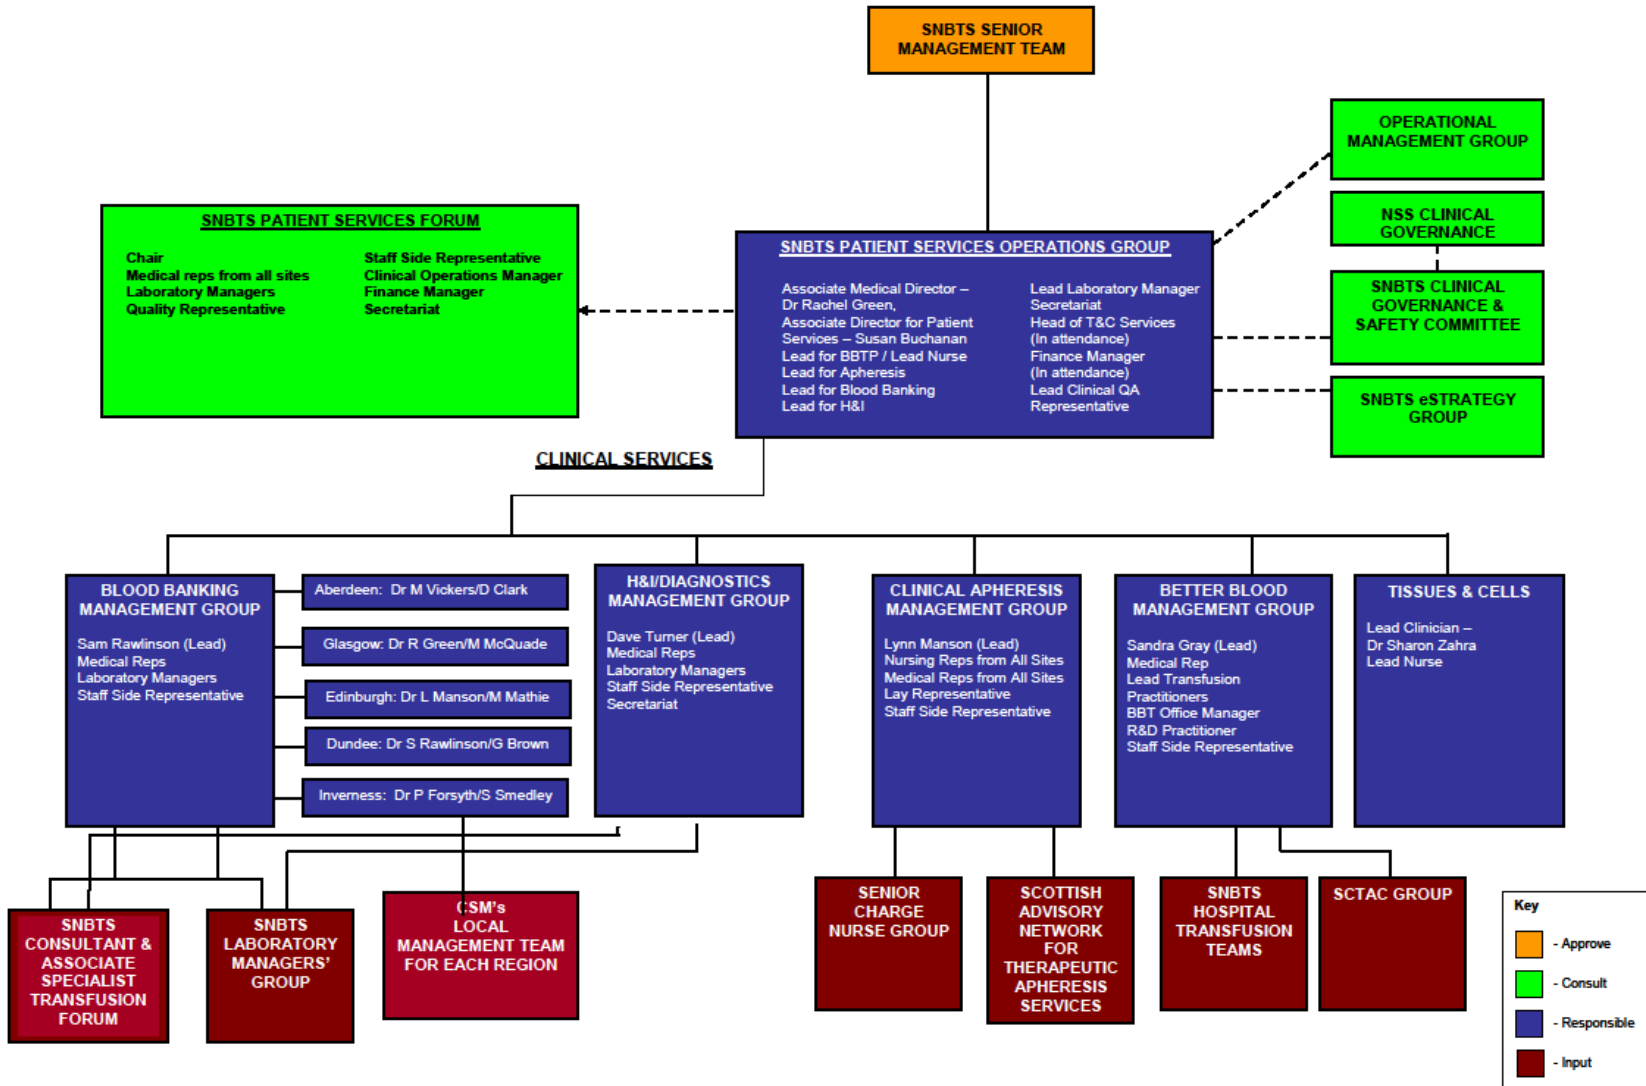 SNBTS SENIOR
MANAGEMENT TEAM
OPERATIONAL
MANAGEMENT GROUP
NSS CLINICAL
GOVERNANCE
SNBTS CLINICAL
GOVERNANCE &
SAFETY COMMITTEE
SNBTS eSTRATEGY
GROUP
SNBTS PATIENT SERVICES FORUM
Chair
Medical reps from all sites
Laboratory Managers
Quality Representative
Staff Side Representative
Clinical Operations Manager
Finance Manager
Secretariat
SNBTS PATIENT SERVICES OPERATIONS GROUP
Associate Medical Director –
Dr Rachel Green,
Associate Director for Patient
Services – Susan Buchanan
Lead for BBTP / Lead Nurse
Lead for Apheresis
Lead for Blood Banking
Lead for H&I
Lead Laboratory Manager
Secretariat
Head of T&C Services
(In attendance)
Finance Manager
(In attendance)
Lead Clinical QA
Representative
CLINICAL SERVICES
BLOOD BANKING
MANAGEMENT GROUP
Sam Rawlinson (Lead)
Medical Reps
Laboratory Managers
Staff Side Representative
Aberdeen: Dr M Vickers/D Clark
Glasgow: Dr R Green/M McQuade
Edinburgh: Dr L Manson/M Mathie
Dundee: Dr S Rawlinson/G Brown
Inverness: Dr P Forsyth/S Smedley
H&I/DIAGNOSTICS
MANAGEMENT GROUP
Dave Turner (Lead)
Medical Reps
Laboratory Managers
Staff Side Representative
Secretariat
CLINICAL APHERESIS
MANAGEMENT GROUP
Lynn Manson (Lead)
Nursing Reps from All Sites
Medical Reps from All Sites
Lay Representative
Staff Side Representative
BETTER BLOOD
MANAGEMENT GROUP
Sandra Gray (Lead)
Medical Rep
Lead Transfusion
Practitioners
BBT Office Manager
R&D Practitioner
Staff Side Representative
TISSUES & CELLS
Lead Clinician –
Dr Sharon Zahra
Lead Nurse
SNBTS
CONSULTANT &
ASSOCIATE
SPECIALIST
TRANSFUSION
FORUM
SNBTS
LABORATORY
MANAGERS'
GROUP
CSM's
LOCAL
MANAGEMENT TEAM
FOR EACH REGION
SENIOR
CHARGE
NURSE GROUP
SCOTTISH
ADVISORY
NETWORK
FOR
THERAPEUTIC
APHERESIS
SERVICES
SNBTS
HOSPITAL
TRANSFUSION
TEAMS
SCTAC GROUP
Key
- Approve
- Consult
- Responsible
- Input